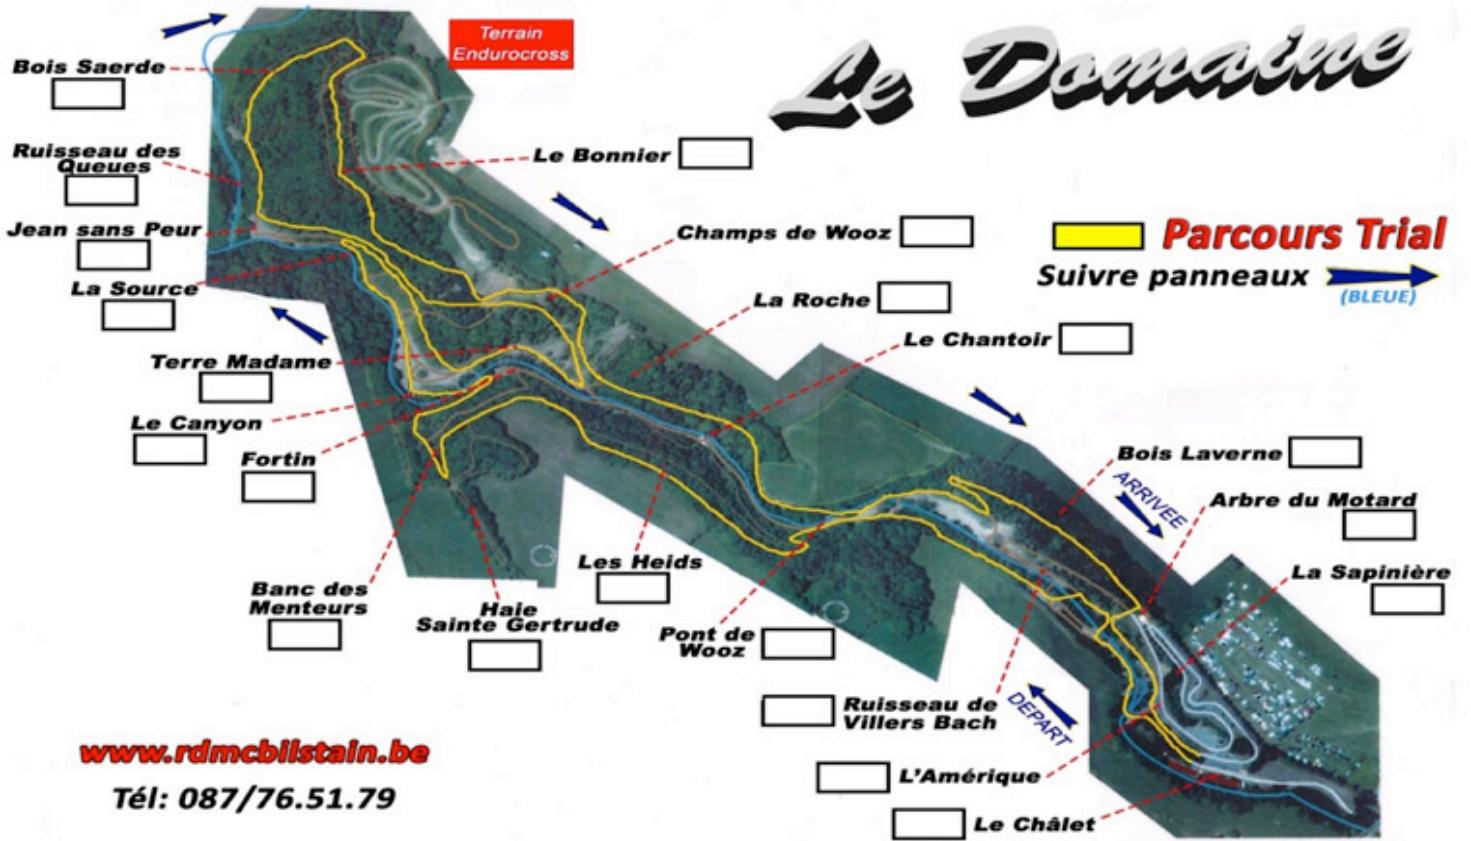 Le Domaine
Terrain
Endurocross
Bois Saerde
Ruisseau des
Queues
Le Bonnier
Jean sans Peur
Champs de Wooz
Parcours Trial
Suivre panneaux
(BLEUE)
La Source
La Roche
Le Chantoir
Terre Madame
Le Canyon
Fortin
Bois Laverne
ARRIVEE
Arbre du Motard
La Sapinière
Les Heids
Banc des
Menteurs
Haie
Sainte Gertrude
Pont de
Wooz
Ruisseau de
Villers Bach
DEPART
L'Amérique
Le Châlet
www.rdmcbilstain.be
Tél: 087/76.51.79